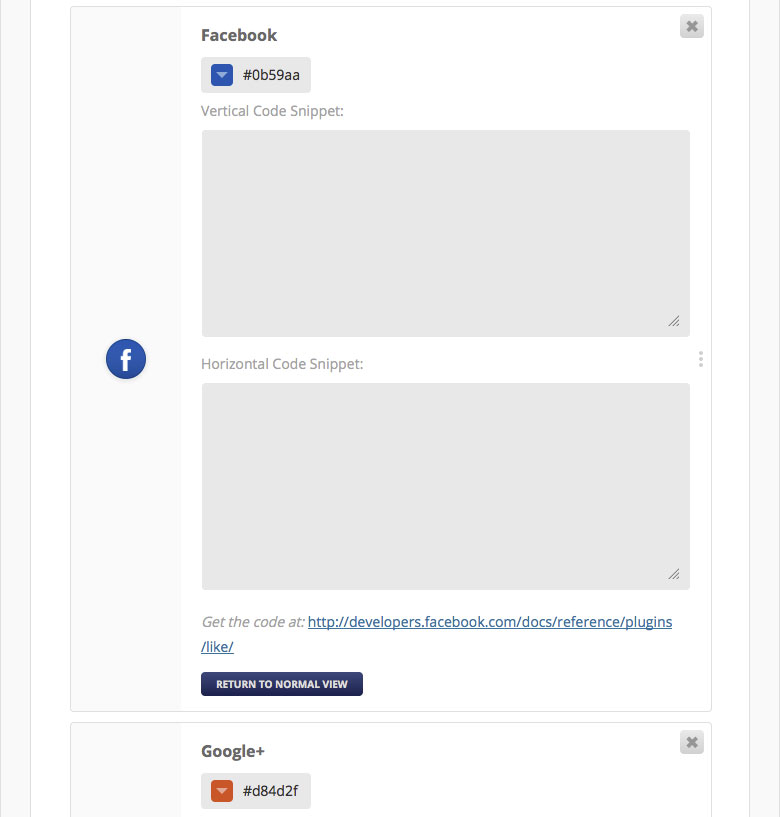 Facebook
#0b59aa
Vertical Code Snippet:
Horizontal Code Snippet:
Get the code at: http://developers.facebook.com/docs/reference/plugins
/like/
RETURN TO NORMAL VIEW
Google+
#d84d2f